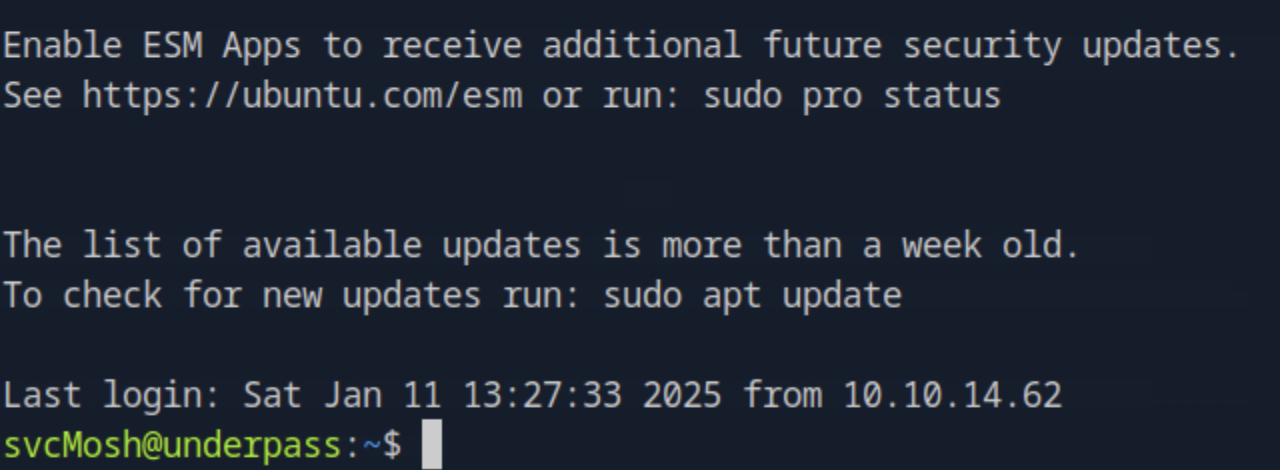 Enable ESM Apps to receive additional future security updates.
See https://ubuntu.com/esm or run: sudo pro status
The list of available updates is more than a week old.
To check for new updates run: sudo apt update
Last login: Sat Jan 11 13:27:33 2025 from 10.10.14.62
svcMosh@underpass:~$